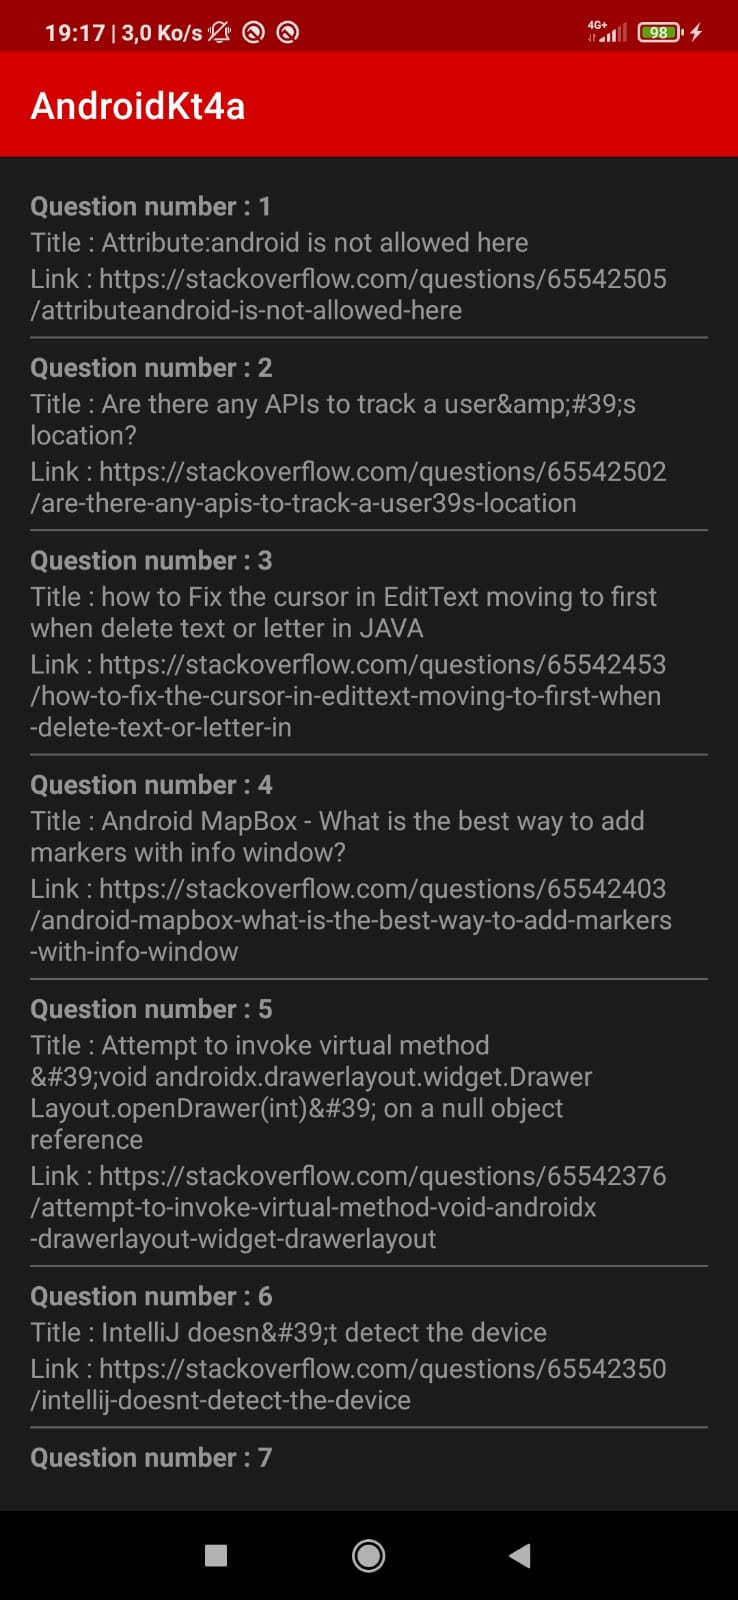 19:17 | 3,0 Ko/s 4G+ 98
AndroidKt4a
Question number : 1
Title : Attribute:android is not allowed here
Link : https://stackoverflow.com/questions/65542505
/attributeandroid-is-not-allowed-here
Question number : 2
Title : Are there any APIs to track a user&amp;#39;s
location?
Link : https://stackoverflow.com/questions/65542502
/are-there-any-apis-to-track-a-user39s-location
Question number : 3
Title : how to Fix the cursor in EditText moving to first
when delete text or letter in JAVA
Link : https://stackoverflow.com/questions/65542453
/how-to-fix-the-cursor-in-edittext-moving-to-first-when
-delete-text-or-letter-in
Question number : 4
Title : Android MapBox - What is the best way to add
markers with info window?
Link : https://stackoverflow.com/questions/65542403
/android-mapbox-what-is-the-best-way-to-add-markers
-with-info-window
Question number : 5
Title : Attempt to invoke virtual method
&#39;void androidx.drawerlayout.widget.Drawer
Layout.openDrawer(int)&#39; on a null object
reference
Link : https://stackoverflow.com/questions/65542376
/attempt-to-invoke-virtual-method-void-androidx
-drawerlayout-widget-drawerlayout
Question number : 6
Title : IntelliJ doesn&#39;t detect the device
Link : https://stackoverflow.com/questions/65542350
/intellij-doesnt-detect-the-device
Question number : 7